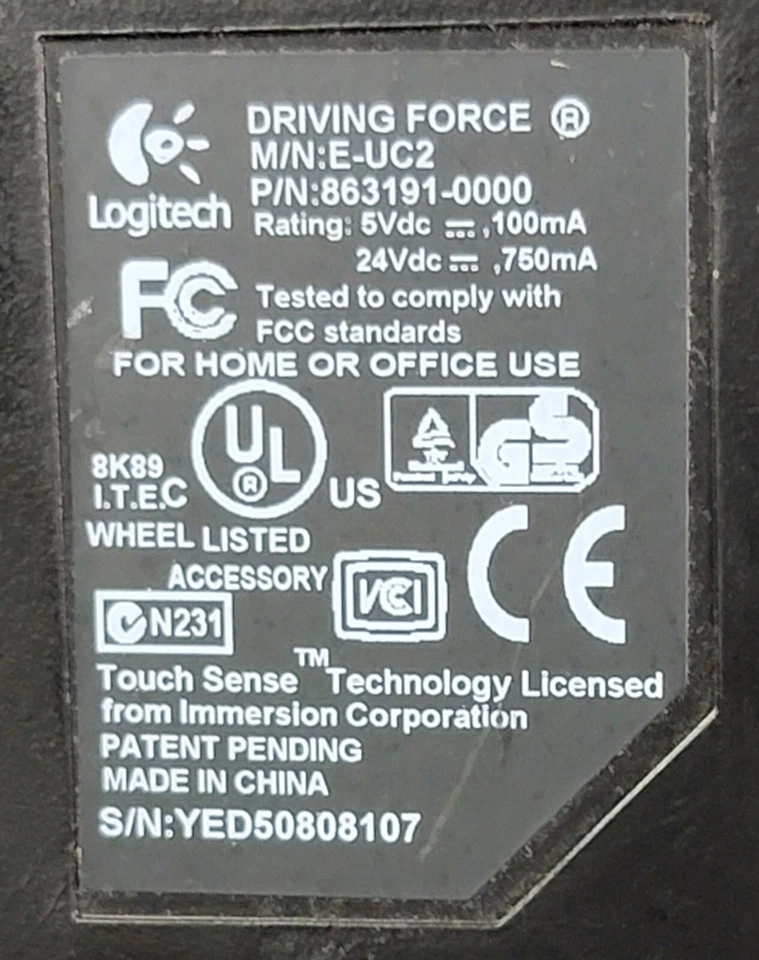 Logitech
DRIVING FORCE ®
M/N:E-UC2
P/N:863191-0000
Rating: 5Vdc ⎓ ,100mA
24Vdc ⎓ ,750mA
FC Tested to comply with
FCC standards
FOR HOME OR OFFICE USE
8K89
I.T.E.
C UL ® US
GS
WHEEL LISTED
ACCESSORY
VCI
CE
N231
Touch Sense™ Technology Licensed
from Immersion Corporation
PATENT PENDING
MADE IN CHINA
S/N:YED50808107